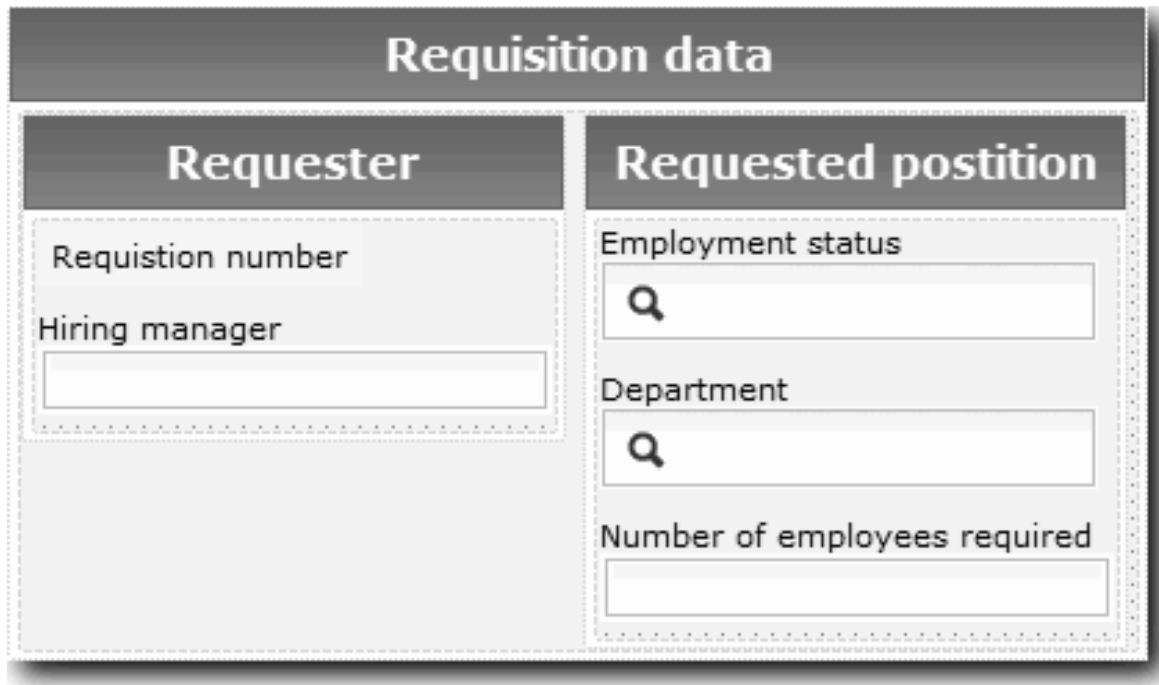 Requisition data
Requester
Requistion number
Hiring manager
Requested postition
Employment status
Department
Number of employees required